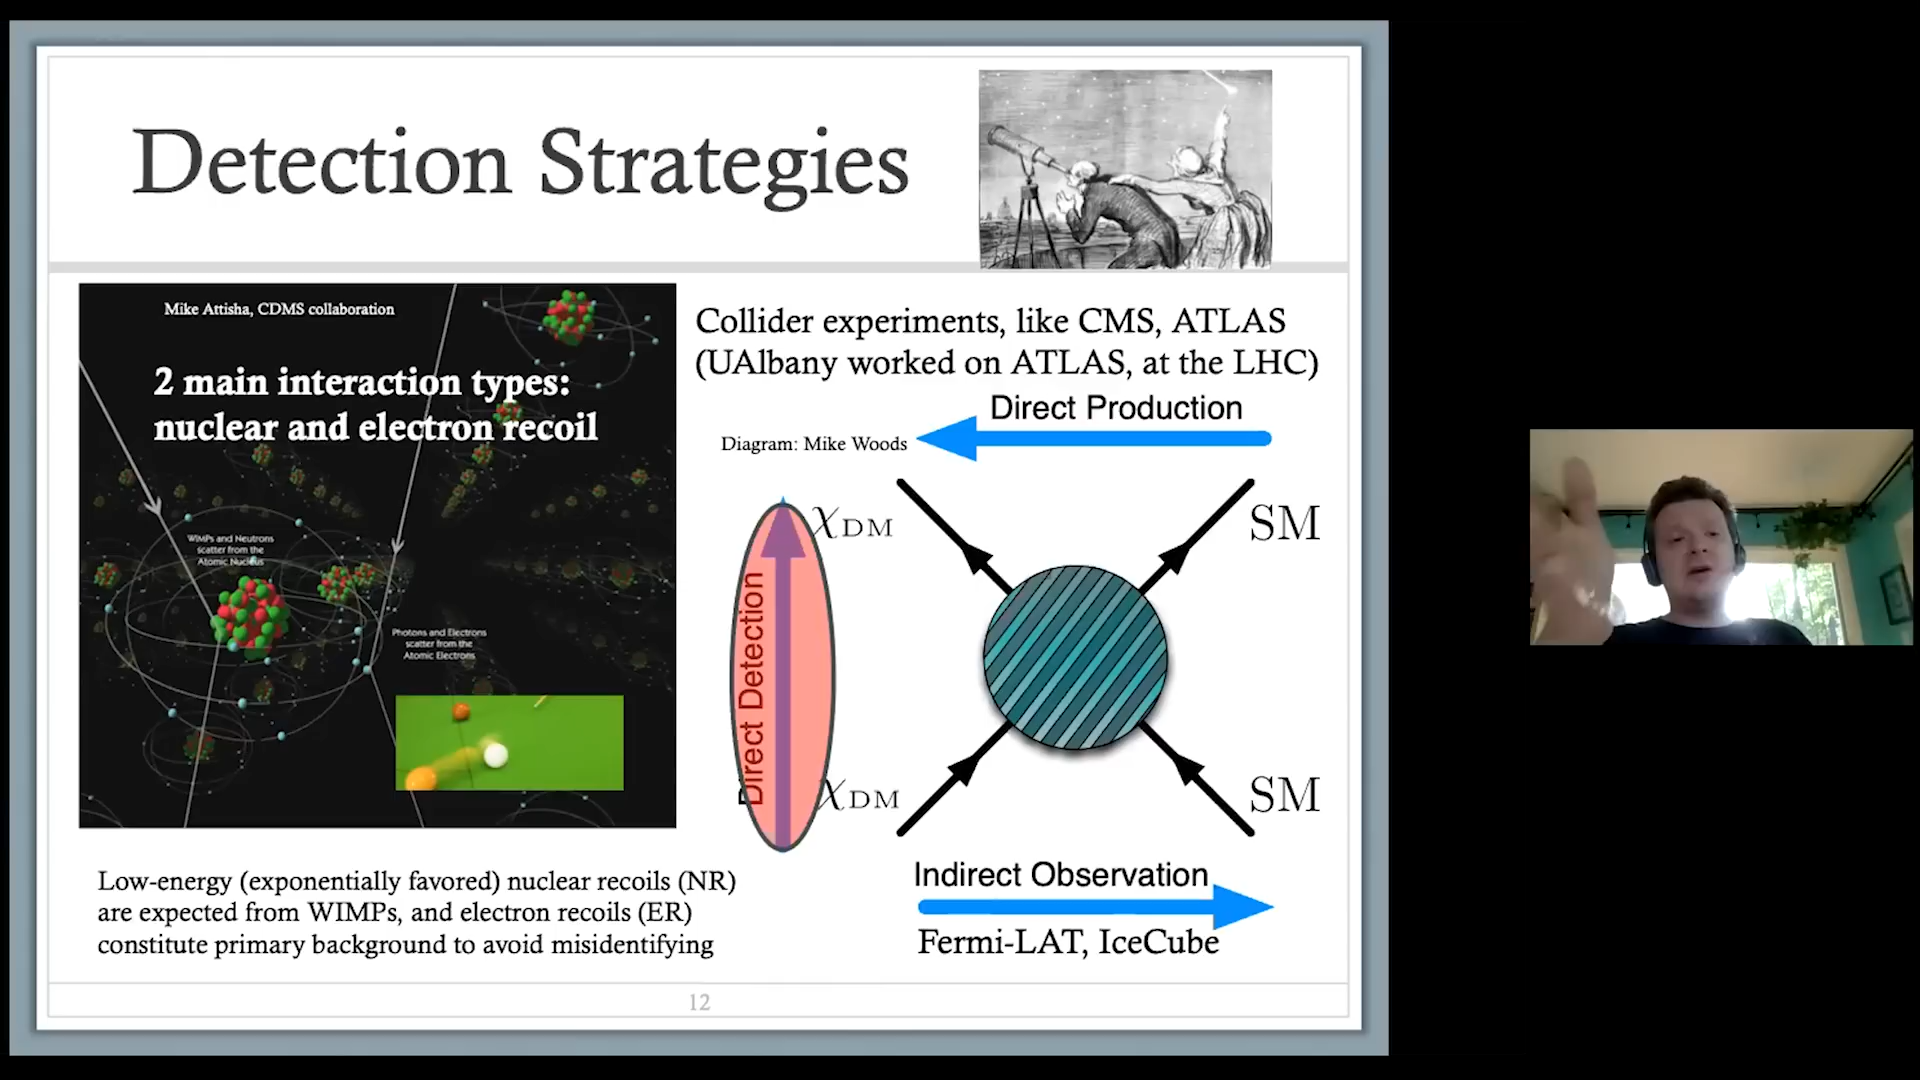 Detection Strategies
Mike Attisha, CDMS collaboration
2 main interaction types:
nuclear and electron recoil
WIMPs and Neutrons
scatter from the
Atomic Nucleus
Photons and Electrons
scatter from the
Atomic Electrons
Low-energy (exponentially favored) nuclear recoils (NR)
are expected from WIMPs, and electron recoils (ER)
constitute primary background to avoid misidentifying
Collider experiments, like CMS, ATLAS
(UAlbany worked on ATLAS, at the LHC)
Direct Production
Diagram: Mike Woods
χDM
SM
Direct Detection
χDM
SM
Indirect Observation
Fermi-LAT, IceCube
12